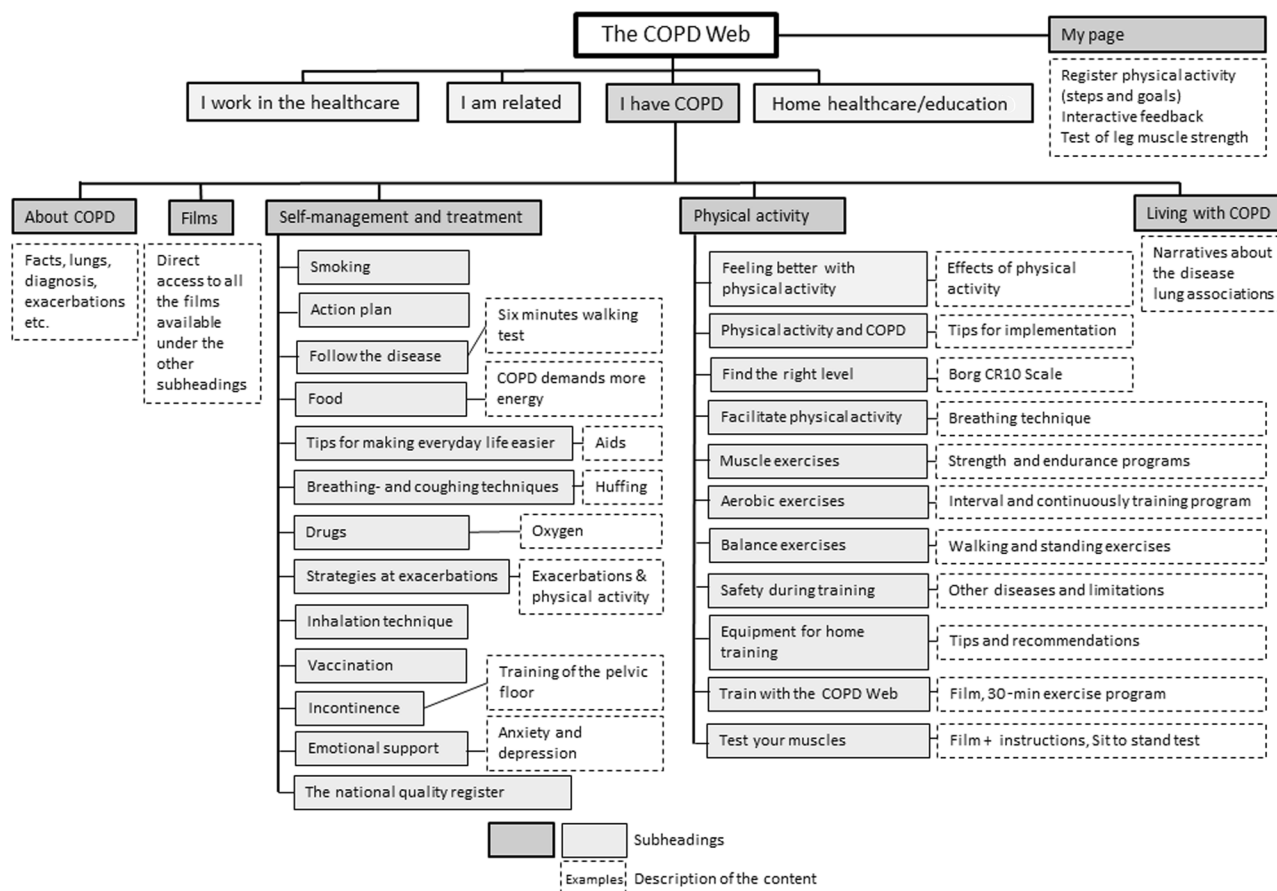 The COPD Web
My page
Register physical activity
(steps and goals)
Interactive feedback
Test of leg muscle strength
I work in the healthcare
I am related
I have COPD
Home healthcare/education
About COPD
Facts, lungs,
diagnosis,
exacerbations
etc.
Films
Direct
access to all
the films
available
under the
other
subheadings
Self-management and treatment
Smoking
Action plan
Follow the disease
Six minutes walking
test
Food
COPD demands more
energy
Tips for making everyday life easier
Aids
Breathing- and coughing techniques
Huffing
Drugs
Oxygen
Strategies at exacerbations
Exacerbations &
physical activity
Inhalation technique
Vaccination
Incontinence
Training of the pelvic
floor
Emotional support
Anxiety and
depression
The national quality register
Physical activity
Feeling better with
physical activity
Effects of physical
activity
Physical activity and COPD
Tips for implementation
Find the right level
Borg CR10 Scale
Facilitate physical activity
Breathing technique
Muscle exercises
Strength and endurance programs
Aerobic exercises
Interval and continuously training program
Balance exercises
Walking and standing exercises
Safety during training
Other diseases and limitations
Equipment for home
training
Tips and recommendations
Train with the COPD Web
Film, 30-min exercise program
Test your muscles
Film + instructions, Sit to stand test
Living with COPD
Narratives about
the disease
lung associations
Subheadings
Examples
Description of the content